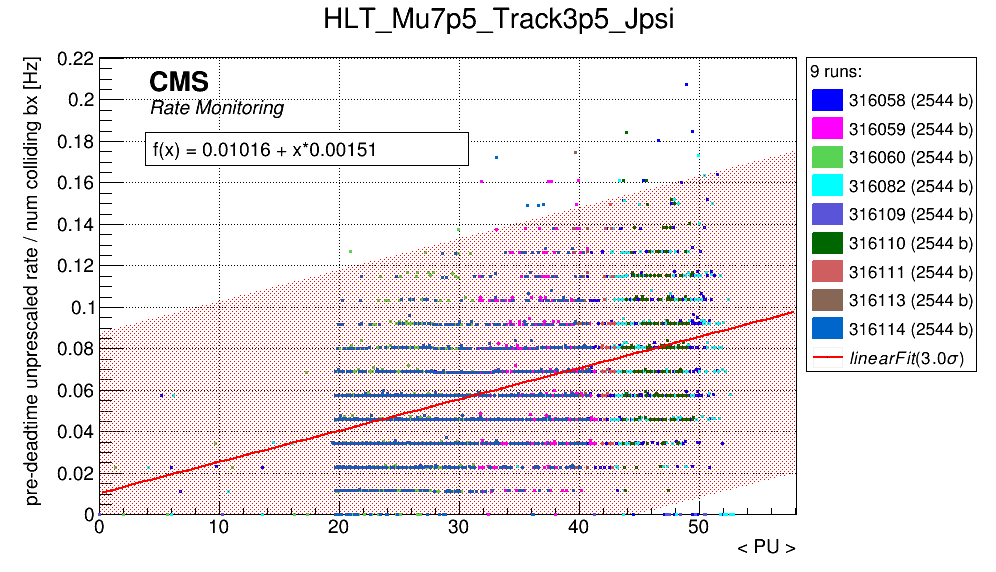 HLT_Mu7p5_Track3p5_Jpsi
pre-deadtime unprescaled rate / num colliding bx [Hz]
0.22
0.2
0.18
0.16
0.14
0.12
0.1
0.08
0.06
0.04
0.02
0
CMS
Rate Monitoring
f(x) = 0.01016 + x*0.00151
0 10 20 30 40 50
< PU >
9 runs:
316058 (2544 b)
316059 (2544 b)
316060 (2544 b)
316082 (2544 b)
316109 (2544 b)
316110 (2544 b)
316111 (2544 b)
316113 (2544 b)
316114 (2544 b)
linearFit(3.0σ)